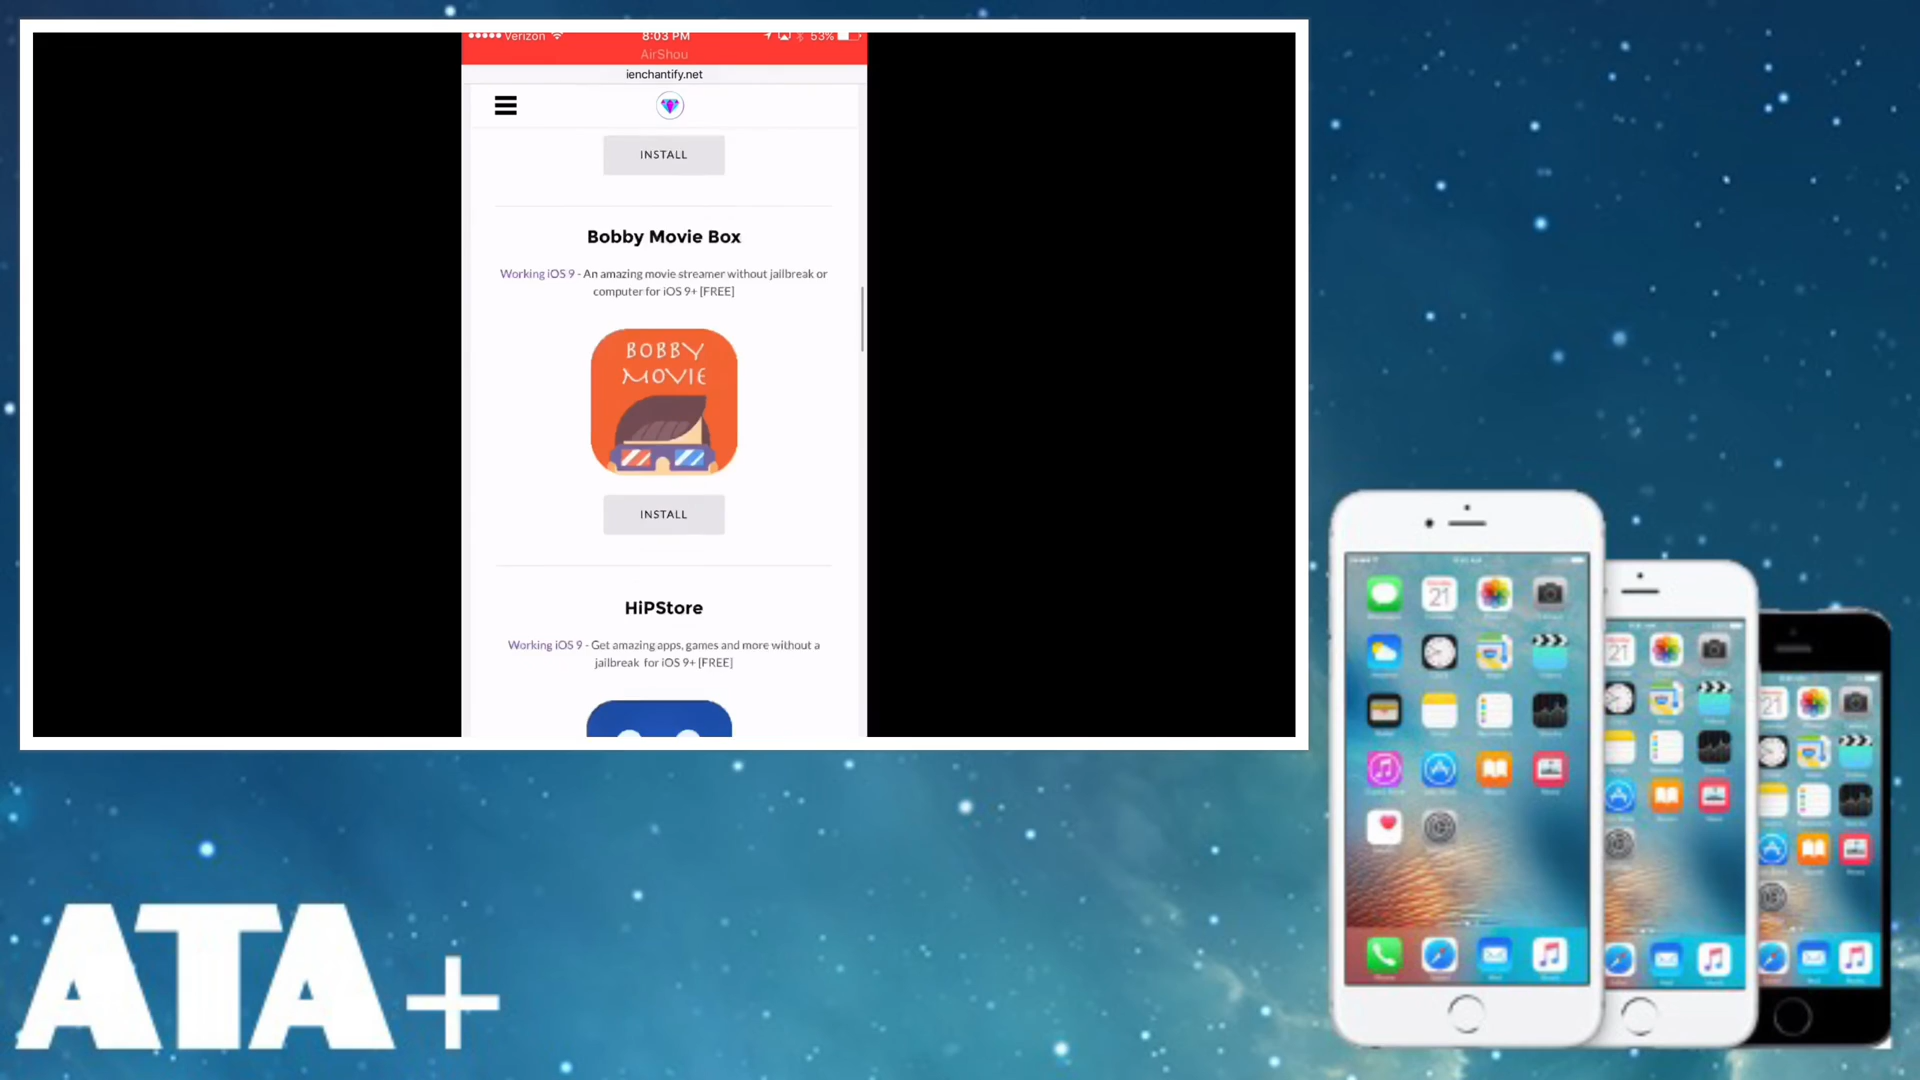 Verizon
8:03 PM
53%
AirShou
ienchantify.net
INSTALL
Bobby Movie Box
Working iOS 9 - An amazing movie streamer without jailbreak or
computer for iOS 9+ [FREE]
BOBBY
MOVIE
INSTALL
HiPStore
Working iOS 9 - Get amazing apps, games and more without a
jailbreak for iOS 9+ [FREE]
21
21
21
ATA+